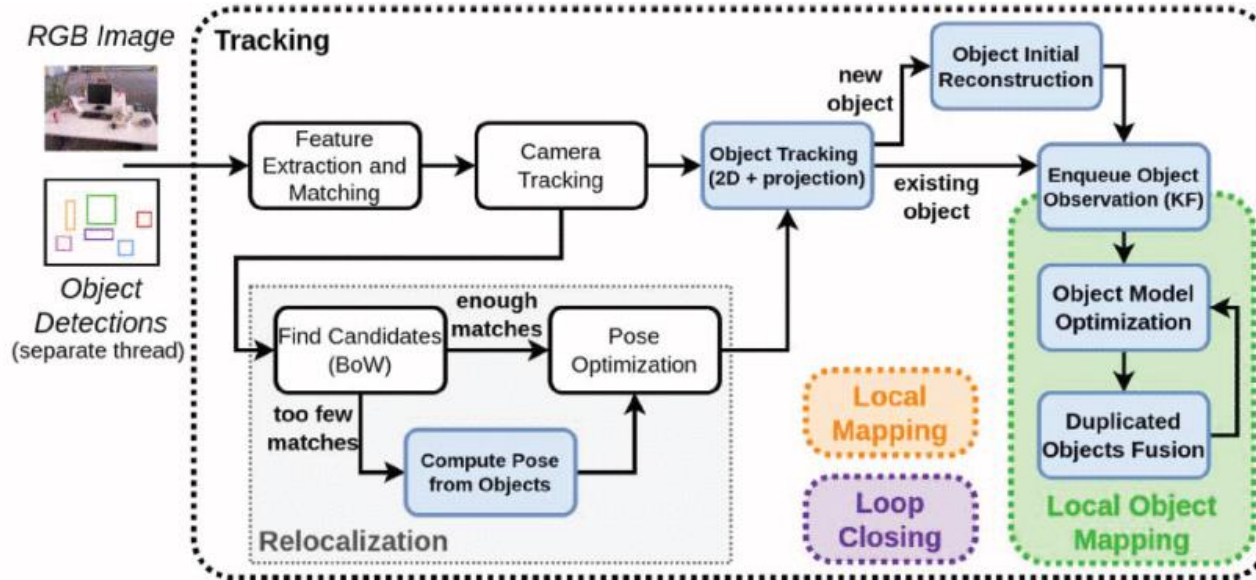 RGB Image
Object
Detections
(separate thread)
Tracking
Feature
Extraction and
Matching
Camera
Tracking
Object Tracking
(2D + projection)
new
object
existing
object
Object Initial
Reconstruction
Enqueue Object
Observation (KF)
Object Model
Optimization
Duplicated
Objects Fusion
Local Object
Mapping
Find Candidates
(BoW)
enough
matches
Pose
Optimization
too few
matches
Compute Pose
from Objects
Relocalization
Local
Mapping
Loop
Closing